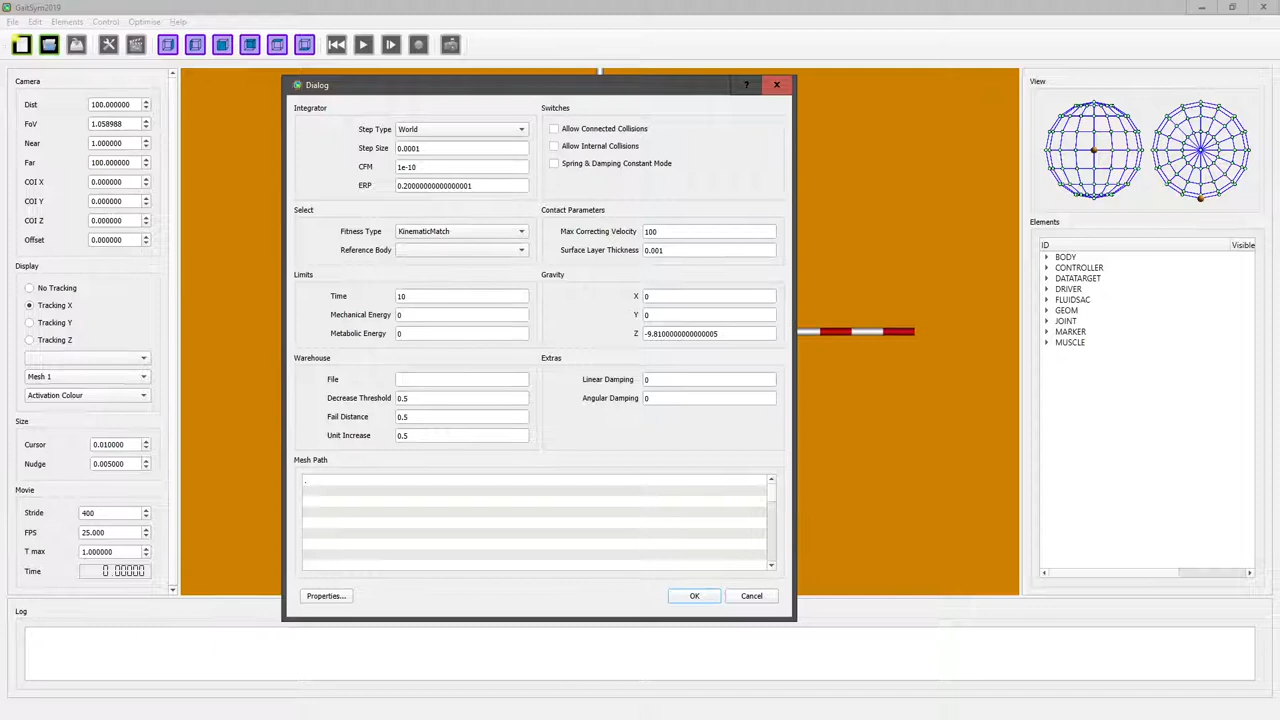 GaitSym2019
File Edit Elements Control Optimise Help
Camera
Dist 100.000000
FoV 1.058988
Near 1.000000
Far 100.000000
COI X 0.000000
COI Y 0.000000
COI Z 0.000000
Offset 0.000000
Display
No Tracking
Tracking X
Tracking Y
Tracking Z
Mesh 1
Activation Colour
Size
Cursor 0.010000
Nudge 0.005000
Movie
Stride 400
FPS 25.000
T max 1.000000
Time 0.00000
Dialog
?
Integrator
Step Type World
Step Size 0.0001
CFM 1e-10
ERP 0.20000000000000001
Switches
Allow Connected Collisions
Allow Internal Collisions
Spring & Damping Constant Mode
Select
Fitness Type KinematicMatch
Reference Body
Contact Parameters
Max Correcting Velocity 100
Surface Layer Thickness 0.001
Limits
Time 10
Mechanical Energy 0
Metabolic Energy 0
Gravity
X 0
Y 0
Z -9.8100000000000005
Warehouse
File
Decrease Threshold 0.5
Fail Distance 0.5
Unit Increase 0.5
Extras
Linear Damping 0
Angular Damping 0
Mesh Path
.
Properties... OK Cancel
View
Elements
ID Visible
BODY
CONTROLLER
DATATARGET
DRIVER
FLUIDSAC
GEOM
JOINT
MARKER
MUSCLE
Log